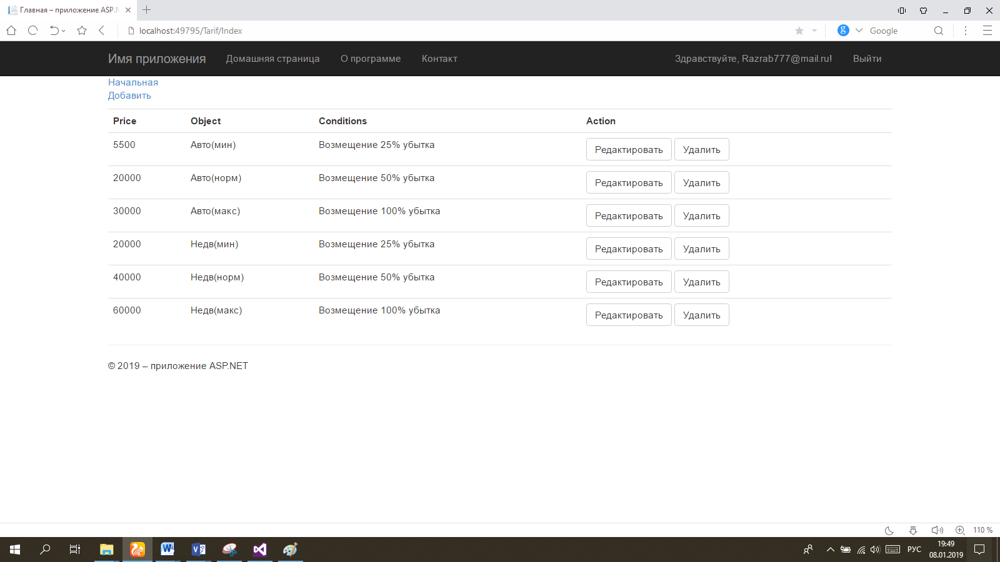 Главная – приложение ASP.N
localhost:49795/Tarif/Index
Google
Имя приложения Домашняя страница О программе Контакт Здравствуйте, Razrab777@mail.ru! Выйти
Начальная
Добавить
Price Object Conditions Action
5500 Авто(мин) Возмещение 25% убытка Редактировать Удалить
20000 Авто(норм) Возмещение 50% убытка Редактировать Удалить
30000 Авто(макс) Возмещение 100% убытка Редактировать Удалить
20000 Недв(мин) Возмещение 25% убытка Редактировать Удалить
40000 Недв(норм) Возмещение 50% убытка Редактировать Удалить
60000 Недв(макс) Возмещение 100% убытка Редактировать Удалить
© 2019 – приложение ASP.NET
110 %
РУС
19:49
08.01.2019